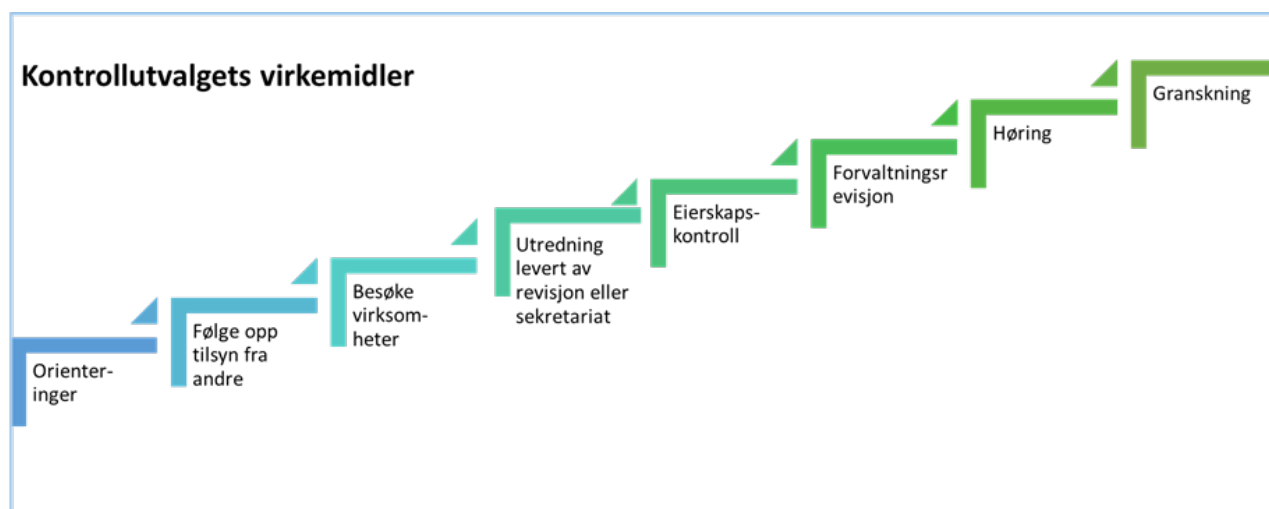 Kontrollutvalgets virkemidler
Orienter-
inger
Følge opp
tilsyn fra
andre
Besøke
virksom-
heter
Utredning
levert av
revisjon eller
sekretariat
Eierskaps-
kontroll
Forvaltningsr
evisjon
Høring
Granskning